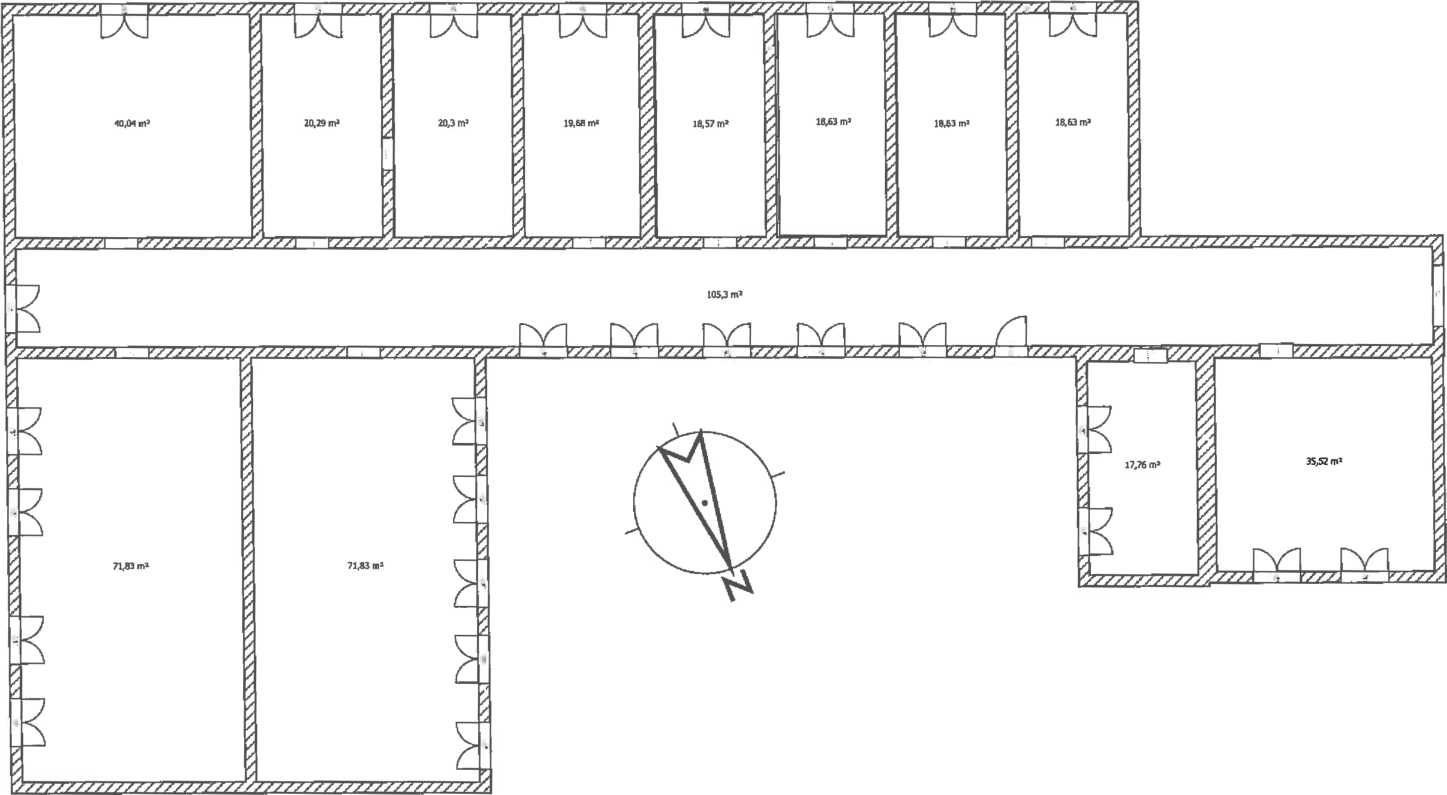 40,04 m²
20,29 m²
20,3 m²
19,68 m²
18,57 m²
18,63 m²
18,63 m²
18,63 m²
105,3 m²
17,76 m²
35,52 m²
71,83 m²
71,83 m²
N